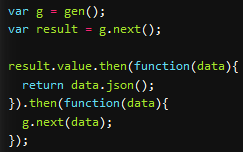 var g = gen();
var result = g.next();

result.value.then(function(data){
  return data.json();
}).then(function(data){
  g.next(data);
});